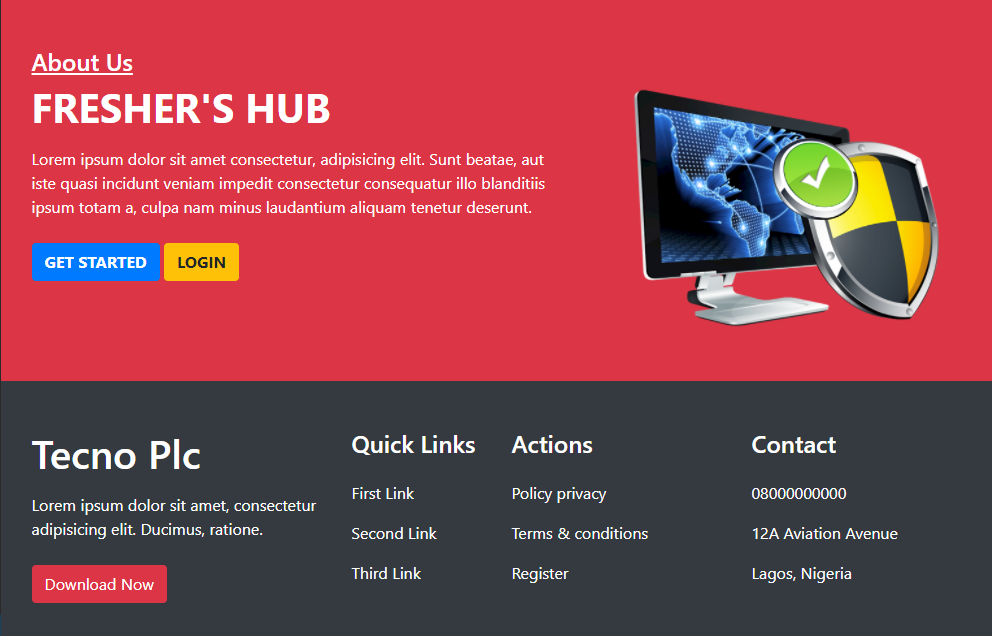 About Us
FRESHER'S HUB
Lorem ipsum dolor sit amet consectetur, adipisicing elit. Sunt beatae, aut
iste quasi incidunt veniam impedit consectetur consequatur illo blanditiis
ipsum totam a, culpa nam minus laudantium aliquam tenetur deserunt.
GET STARTED
LOGIN
Tecno Plc
Lorem ipsum dolor sit amet, consectetur
adipisicing elit. Ducimus, ratione.
Download Now
Quick Links
First Link
Second Link
Third Link
Actions
Policy privacy
Terms & conditions
Register
Contact
08000000000
12A Aviation Avenue
Lagos, Nigeria